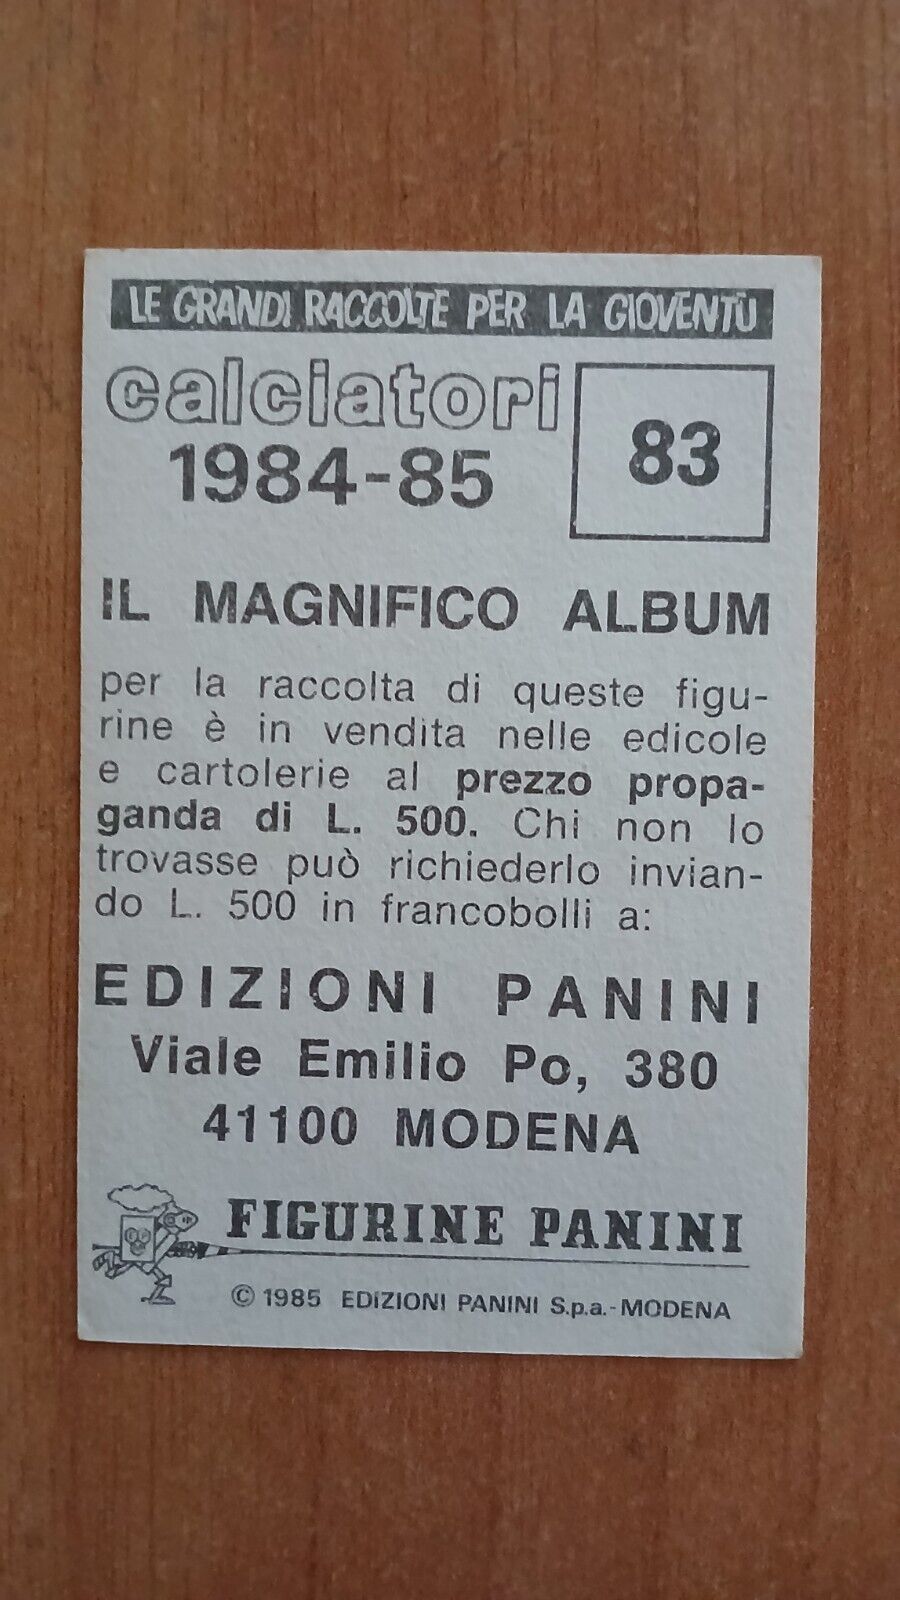 LE GRANDI RACCOLTE PER LA GIOVENTÙ
calciatori
1984-85
83
IL MAGNIFICO ALBUM
per la raccolta di queste figu-
rine è in vendita nelle edicole
e cartolerie al prezzo propa-
ganda di L. 500. Chi non lo
trovasse può richiederlo invian-
do L. 500 in francobolli a:
EDIZIONI PANINI
Viale Emilio Po, 380
41100 MODENA
FIGURINE PANINI
© 1985 EDIZIONI PANINI S.p.a.-MODENA